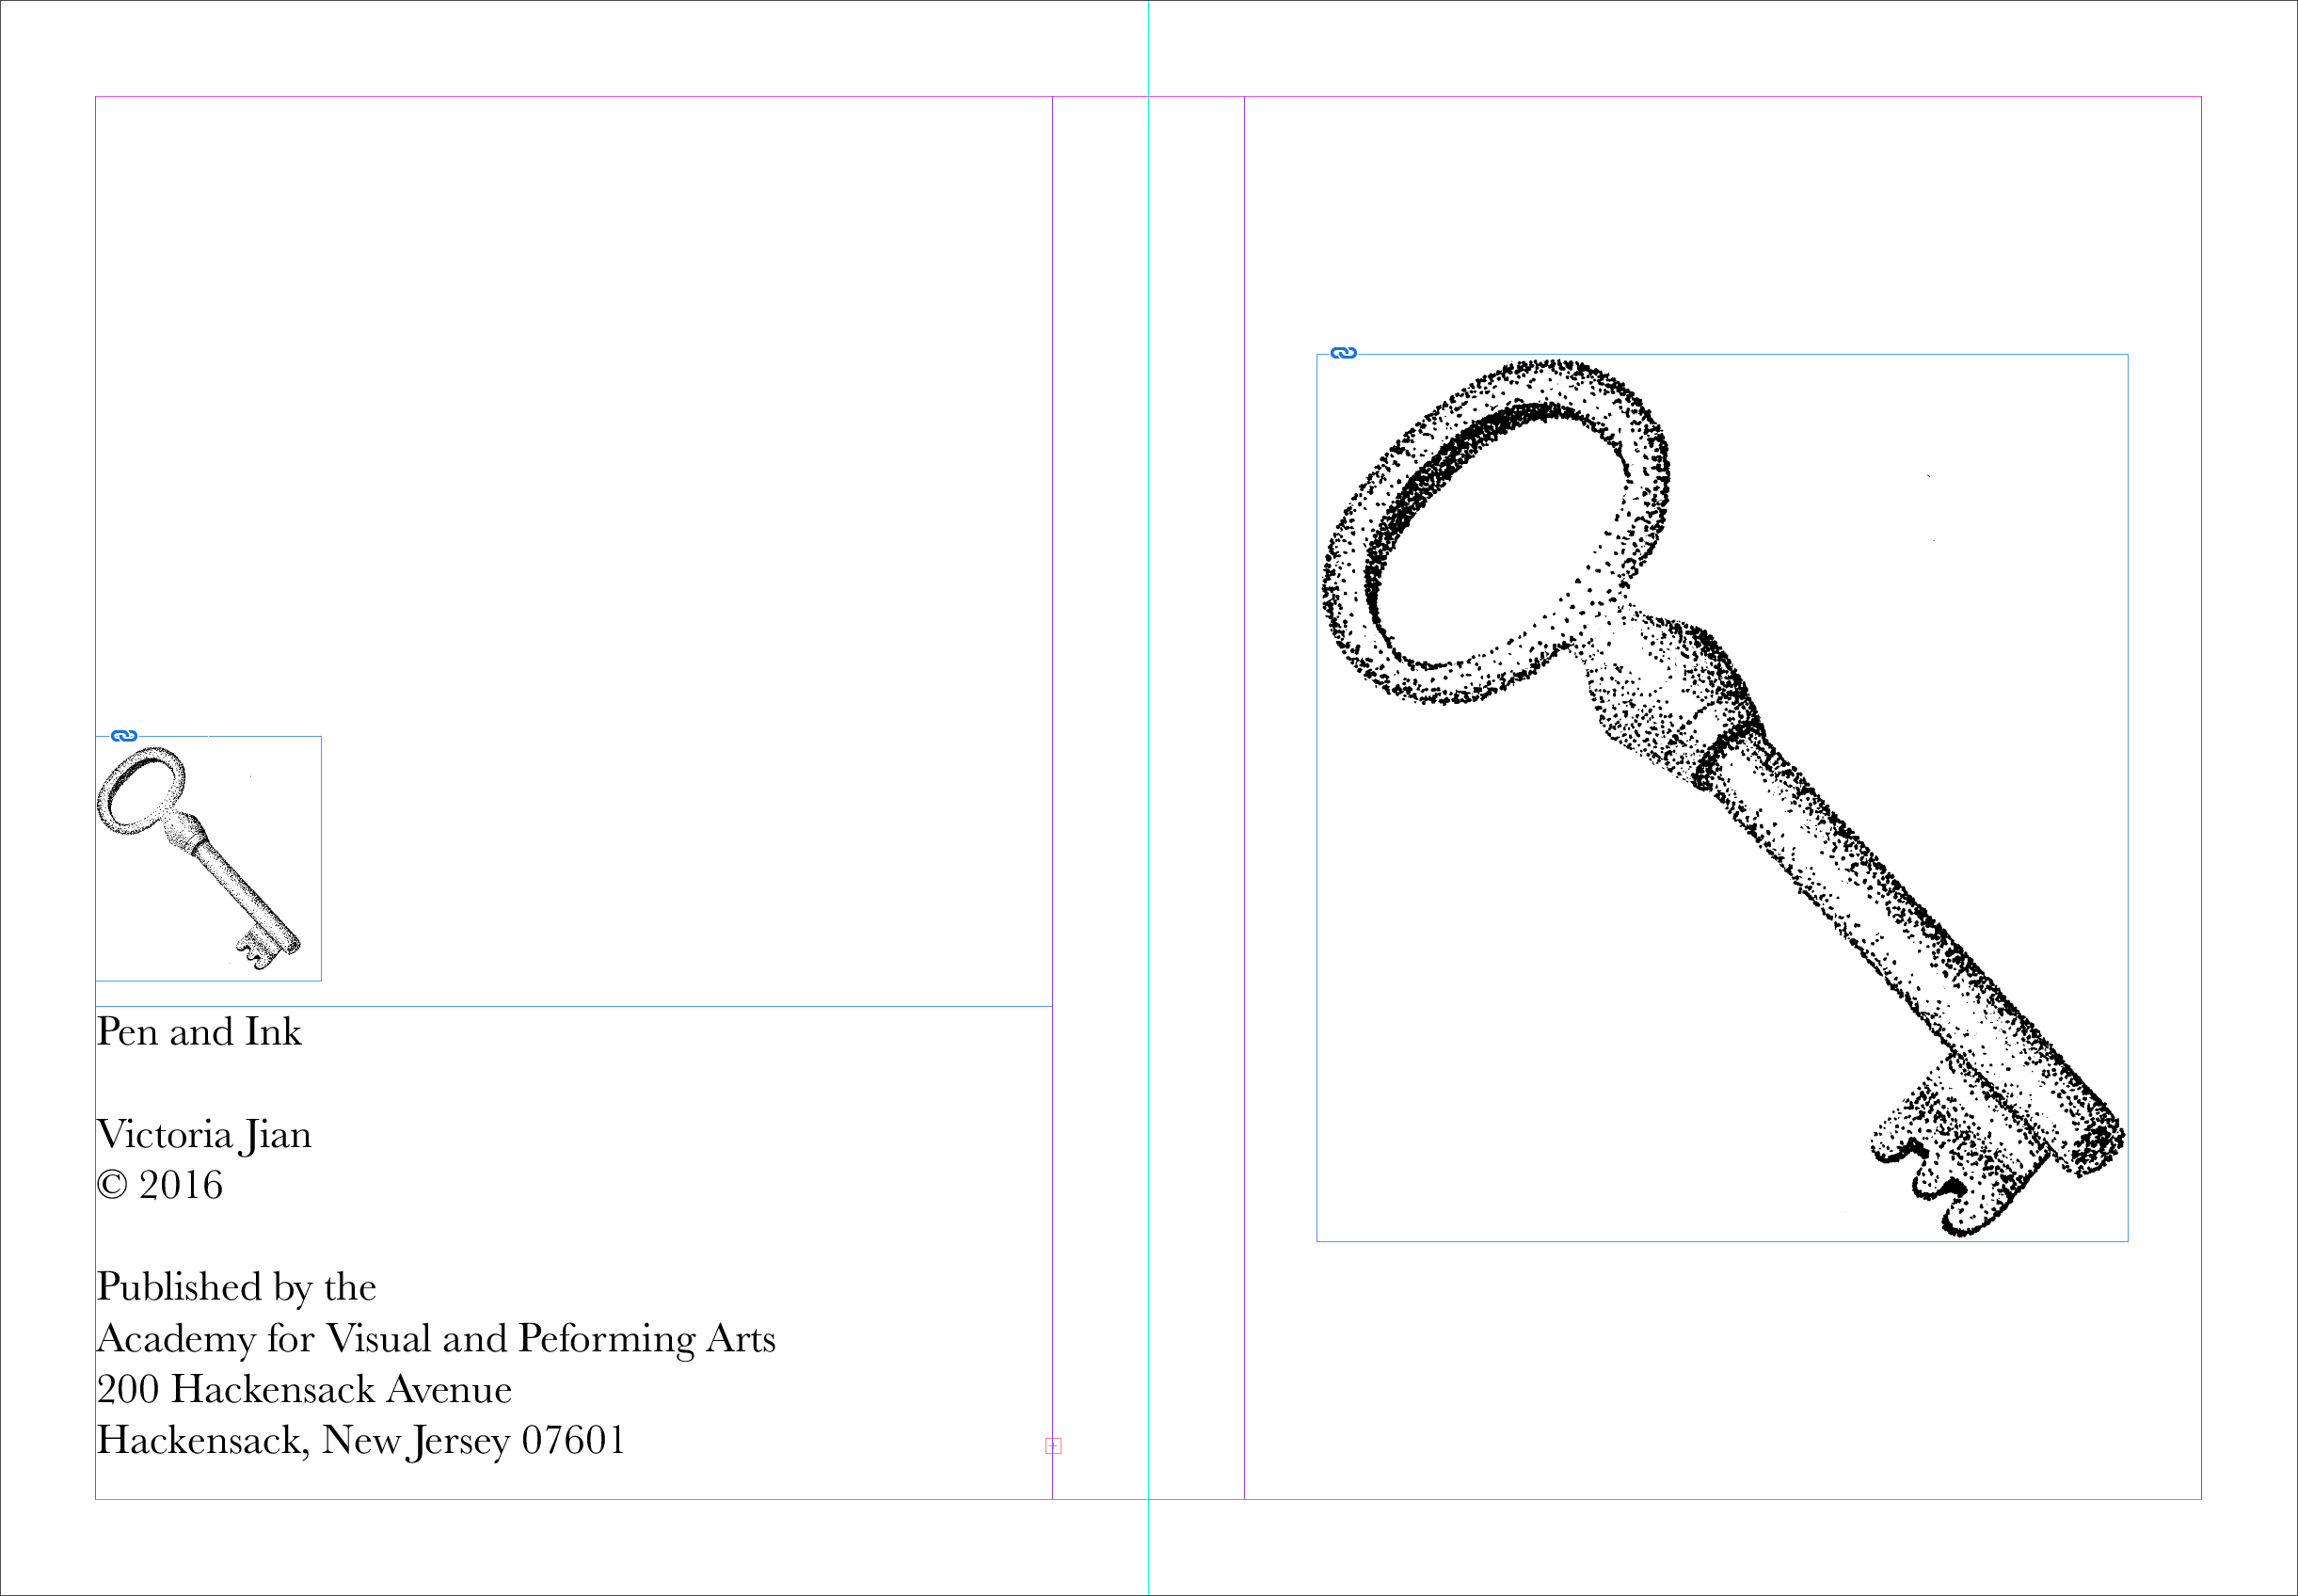 Pen and Ink
Victoria Jian
© 2016
Published by the
Academy for Visual and Peforming Arts
200 Hackensack Avenue
Hackensack, New Jersey 07601